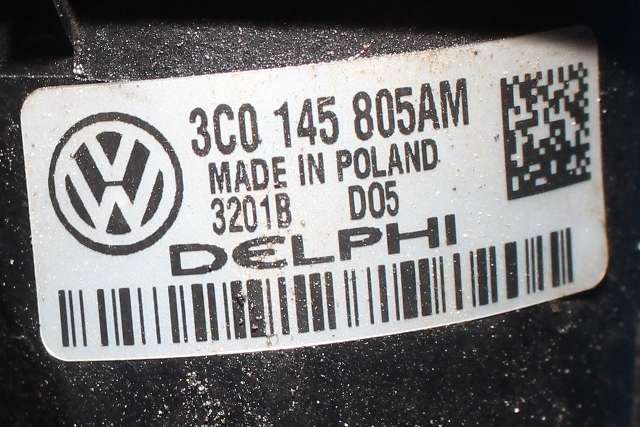 3C0 145 805AM
MADE IN POLAND
3201B D05
DELPHI